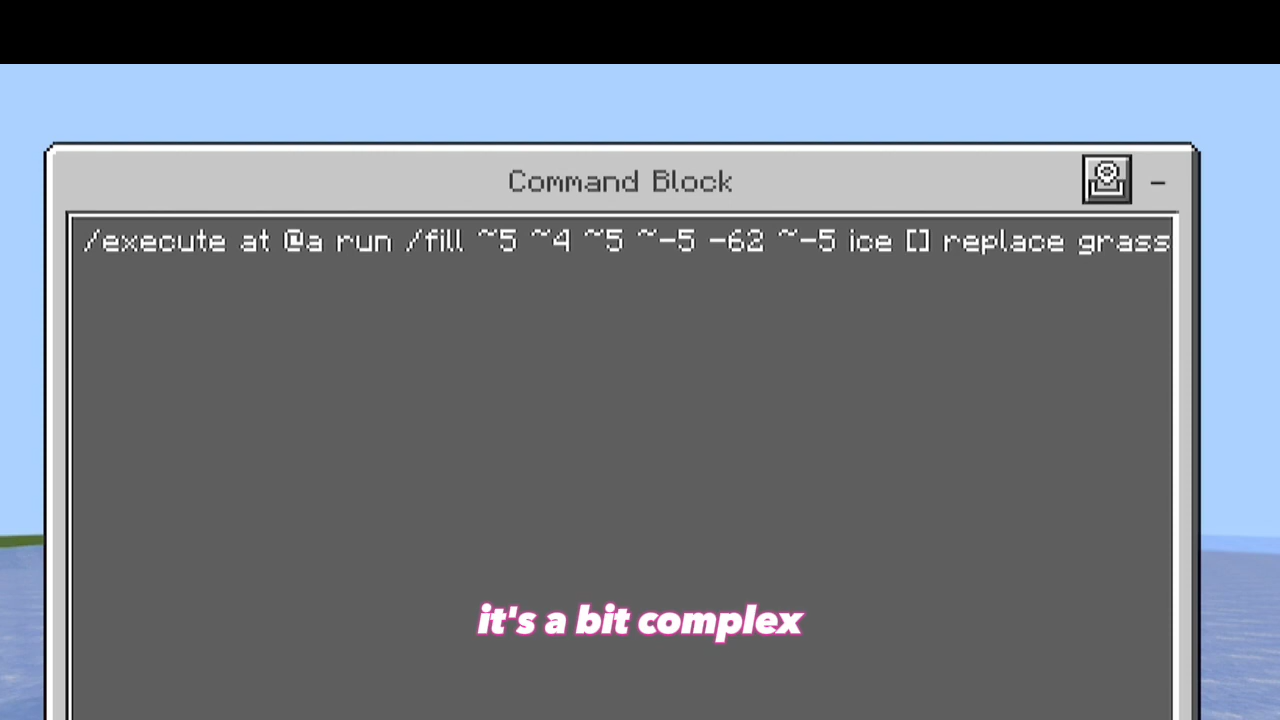 Command Block
/execute at @a run /fill ~5 ~4 ~5 ~-5 -62 ~-5 ice [] replace grass
it's a bit complex